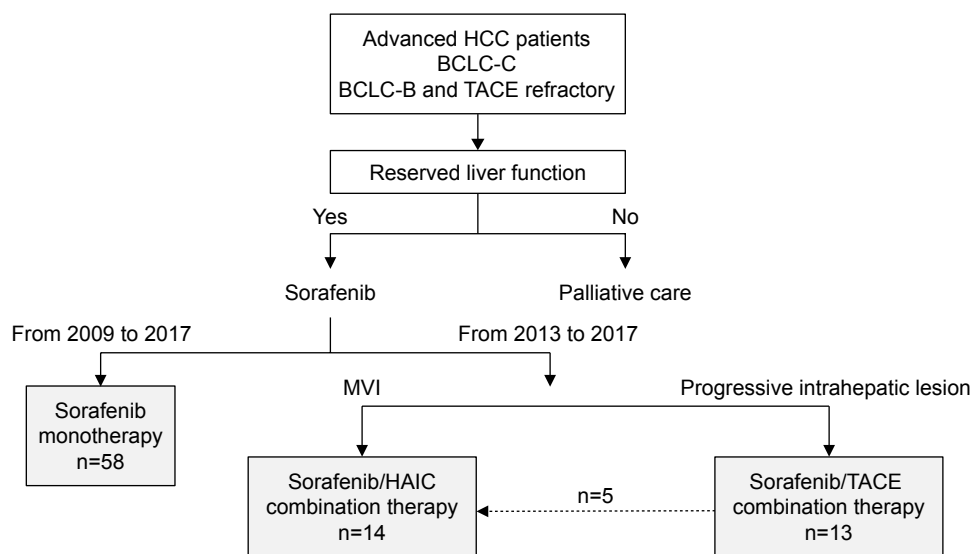 Advanced HCC patients
BCLC-C
BCLC-B and TACE refractory
Reserved liver function
Yes
No
Sorafenib
Palliative care
From 2009 to 2017
From 2013 to 2017
MVI
Progressive intrahepatic lesion
Sorafenib
monotherapy
n=58
Sorafenib/HAIC
combination therapy
n=14
n=5
Sorafenib/TACE
combination therapy
n=13